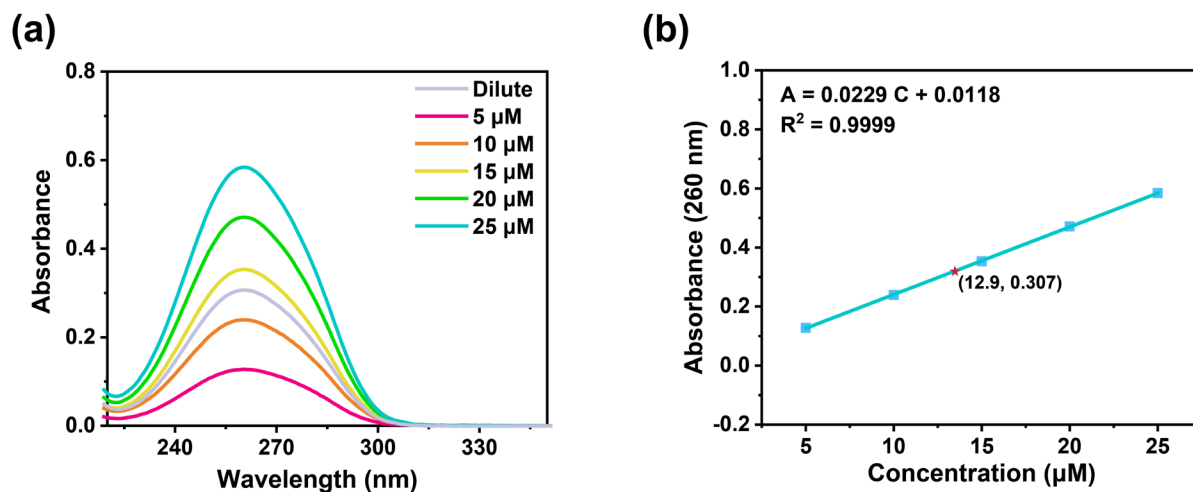 (a)
Absorbance
0.8
0.6
0.4
0.2
0.0
240
270
300
330
Wavelength (nm)
Dilute
5 μM
10 μM
15 μM
20 μM
25 μM
(b)
Absorbance (260 nm)
1.0
0.8
0.6
0.4
0.2
0.0
-0.2
5
10
15
20
25
Concentration (μM)
A = 0.0229 C + 0.0118
R² = 0.9999
(12.9, 0.307)